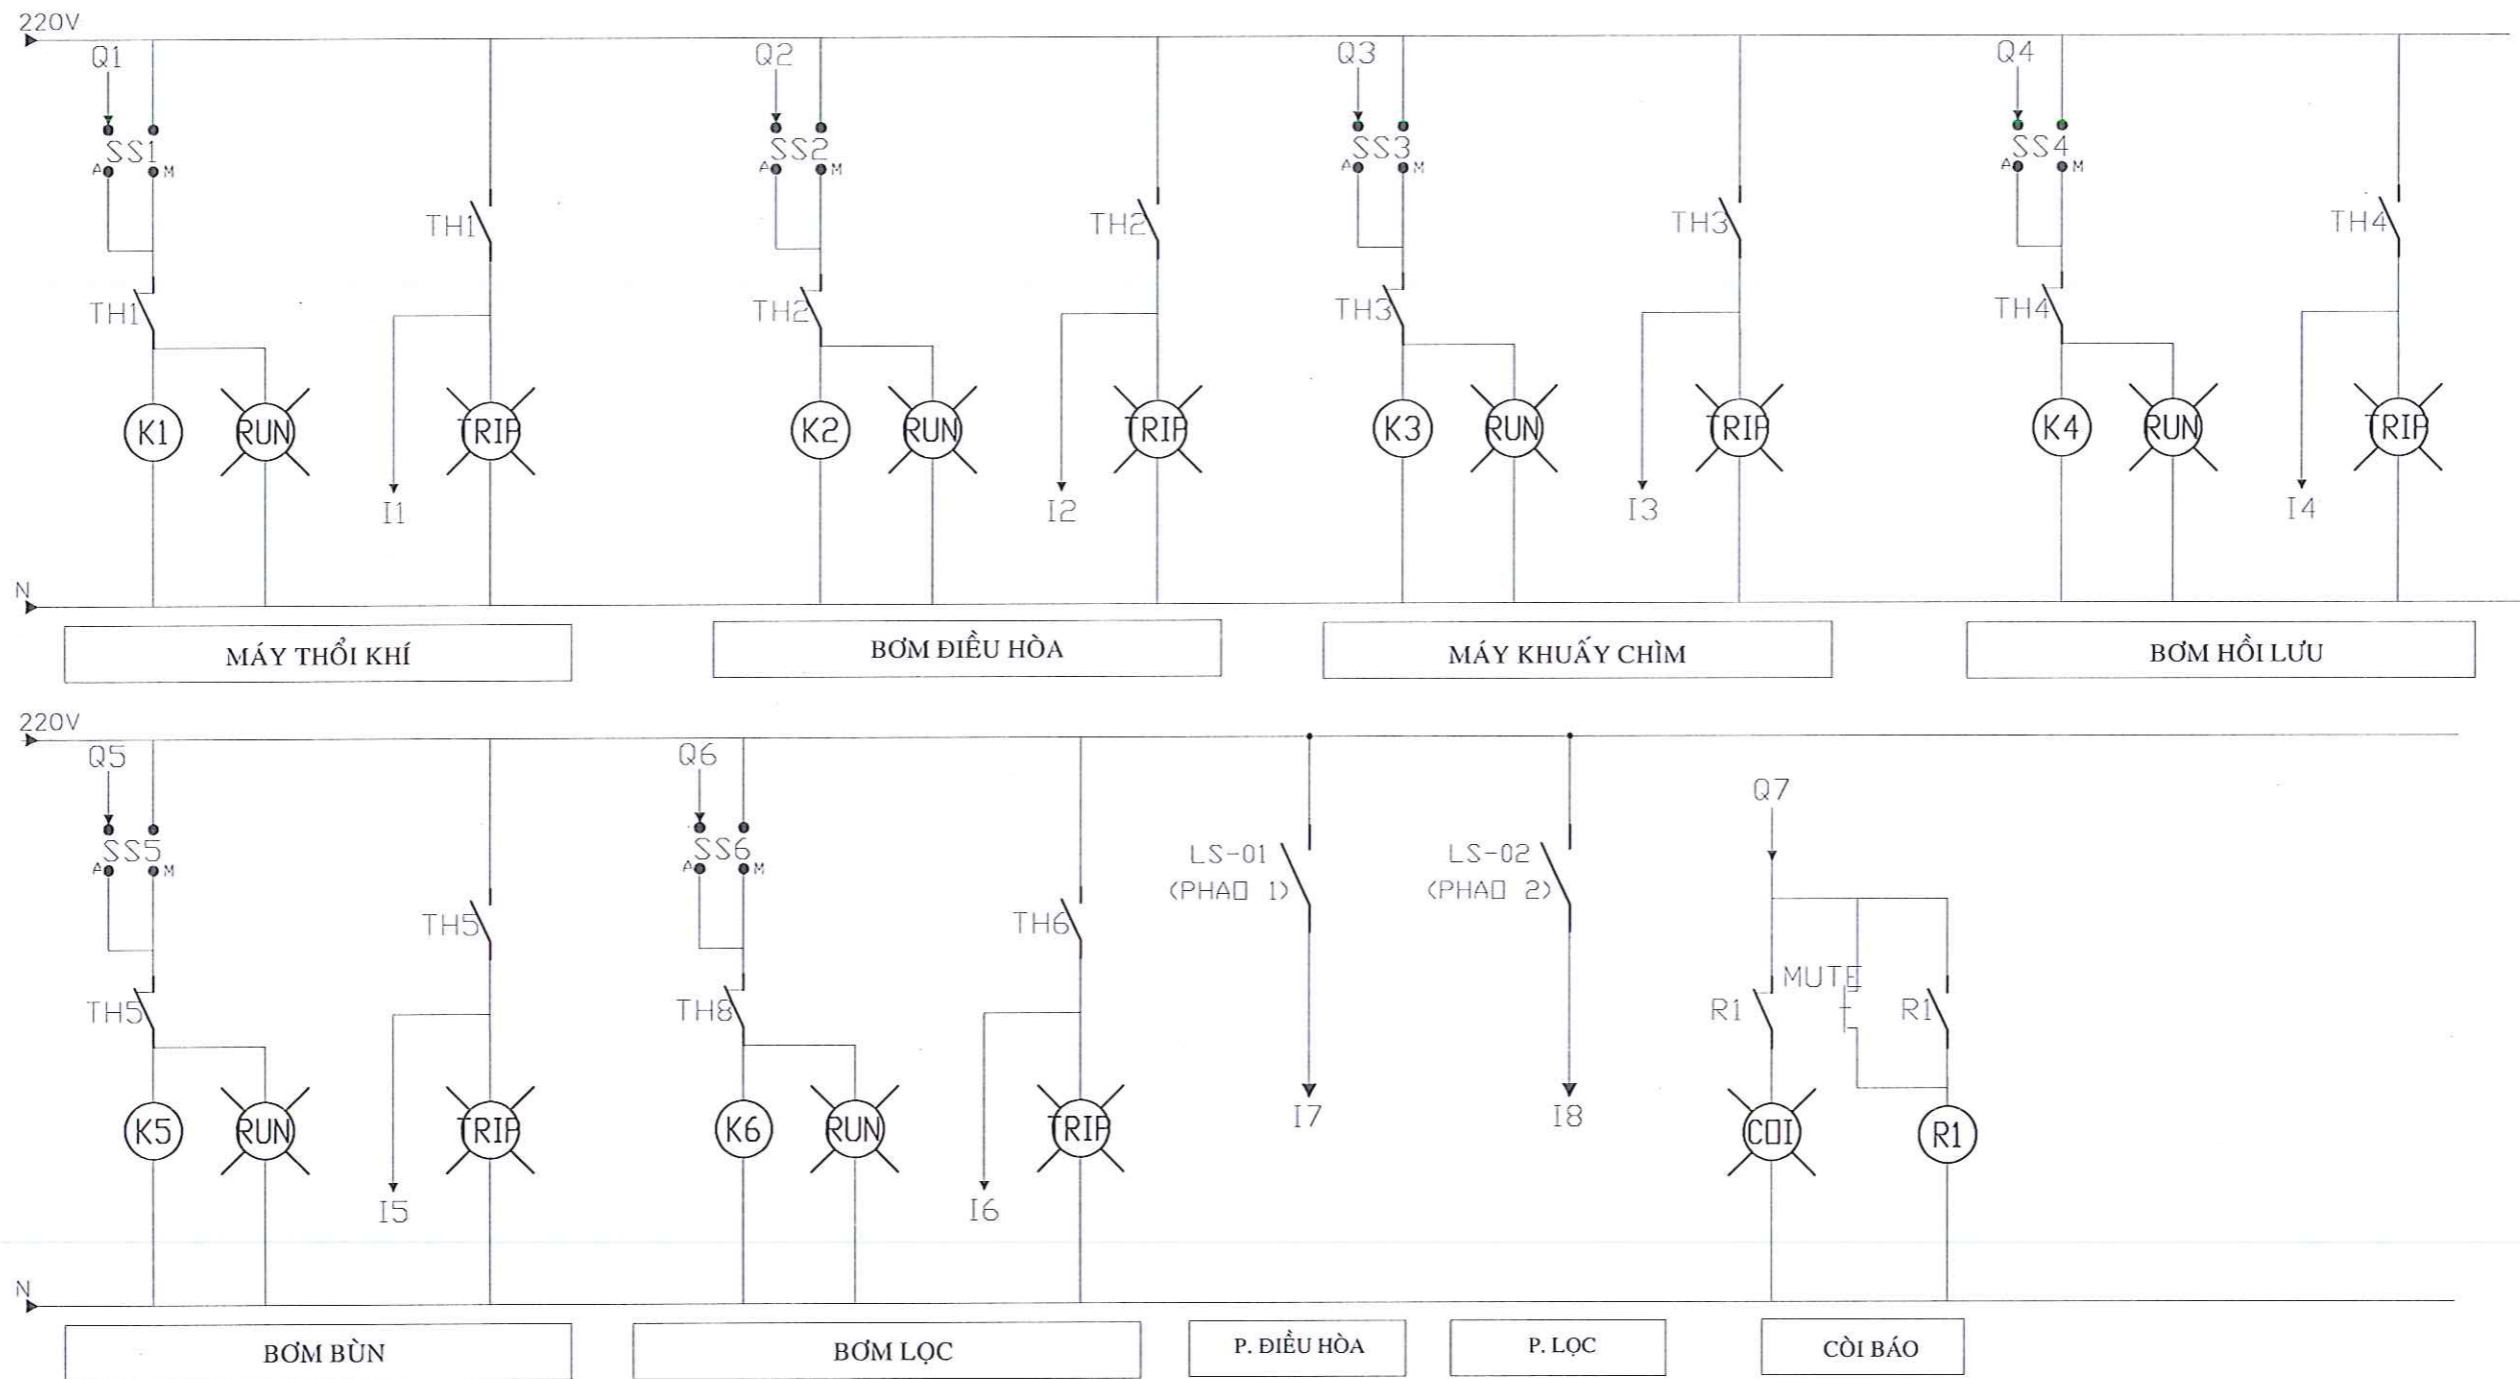 220V
Q1
Q2
Q3
Q4
SS1
A
M
SS2
A
M
SS3
A
M
SS4
A
M
TH1
TH2
TH3
TH4
TH1
TH2
TH3
TH4
K1
RUN
TRIP
K2
RUN
TRIP
K3
RUN
TRIP
K4
RUN
TRIP
I1
I2
I3
I4
N
MÁY THỔI KHÍ
BƠM ĐIỀU HÒA
MÁY KHUẤY CHÌM
BƠM HỒI LƯU
220V
Q5
Q6
Q7
SS5
A
M
SS6
A
M
LS-01
(PHAO 1)
LS-02
(PHAO 2)
TH5
TH6
MUTE
TH5
TH8
R1
R1
K5
RUN
TRIP
K6
RUN
TRIP
I7
I8
COI
R1
I5
I6
N
BƠM BÙN
BƠM LỌC
P. ĐIỀU HÒA
P. LỌC
CÒI BÁO